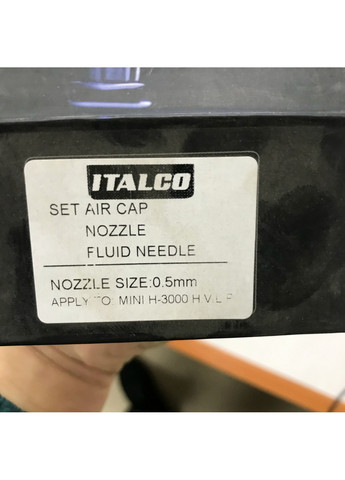 ITALCO
SET AIR CAP
NOZZLE
FLUID NEEDLE
NOZZLE SIZE:0.5mm
APPLY TO: MINI H-3000 H V L P